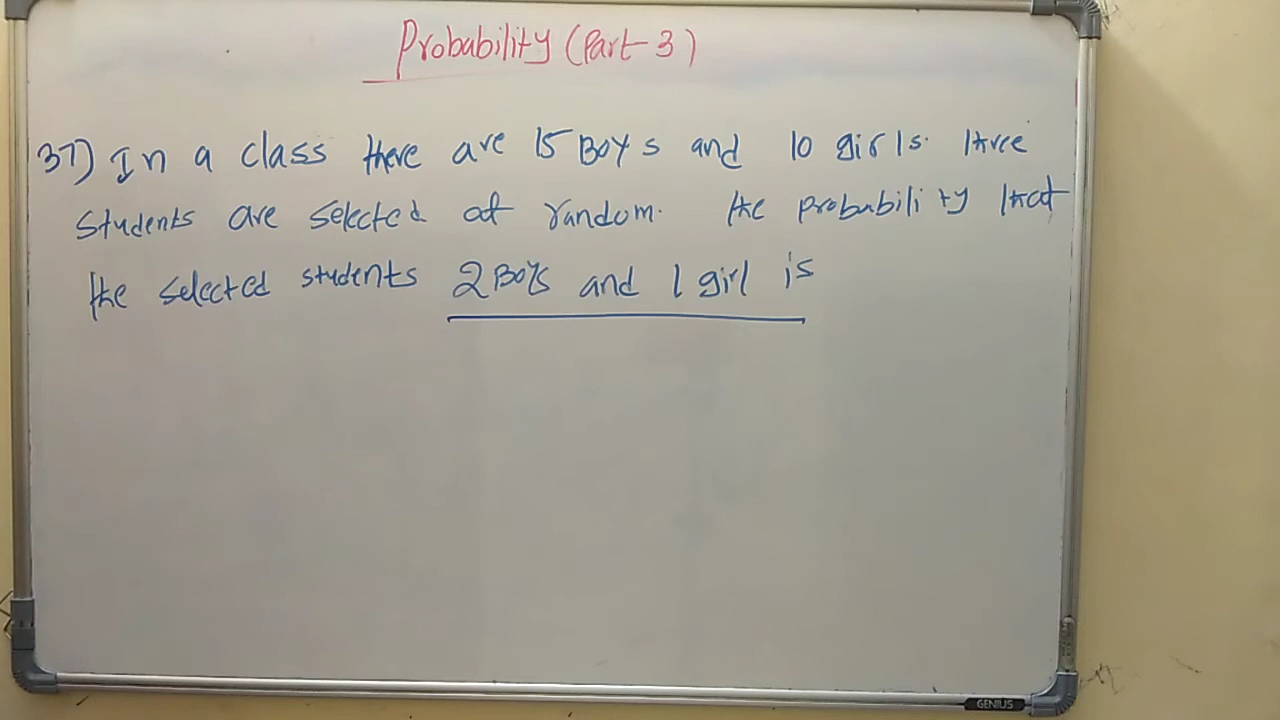 Probability (Part-3)
37) In a class there are 15 Boys and 10 girls. three
students are selected at random. the probability that
the selected students 2 Boys and 1 girl is
GENIUS